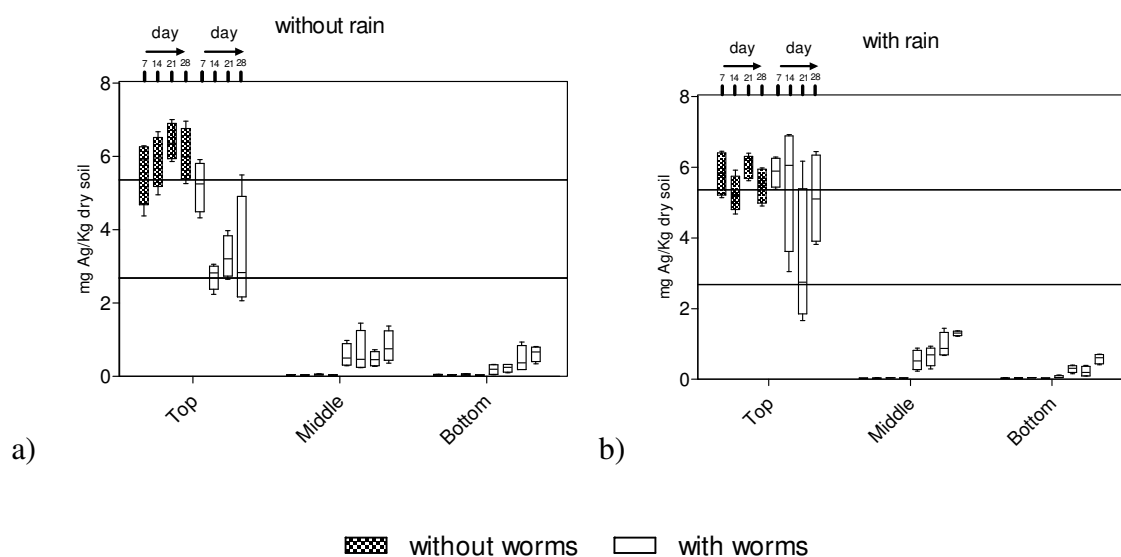 without rain
day day
7 14 21 28 7 14 21 28
8
6
4
2
0
mg Ag/Kg dry soil
Top Middle Bottom
a)
with rain
day day
7 14 21 28 7 14 21 28
8
6
4
2
0
mg Ag/Kg dry soil
Top Middle Bottom
b)
without worms with worms